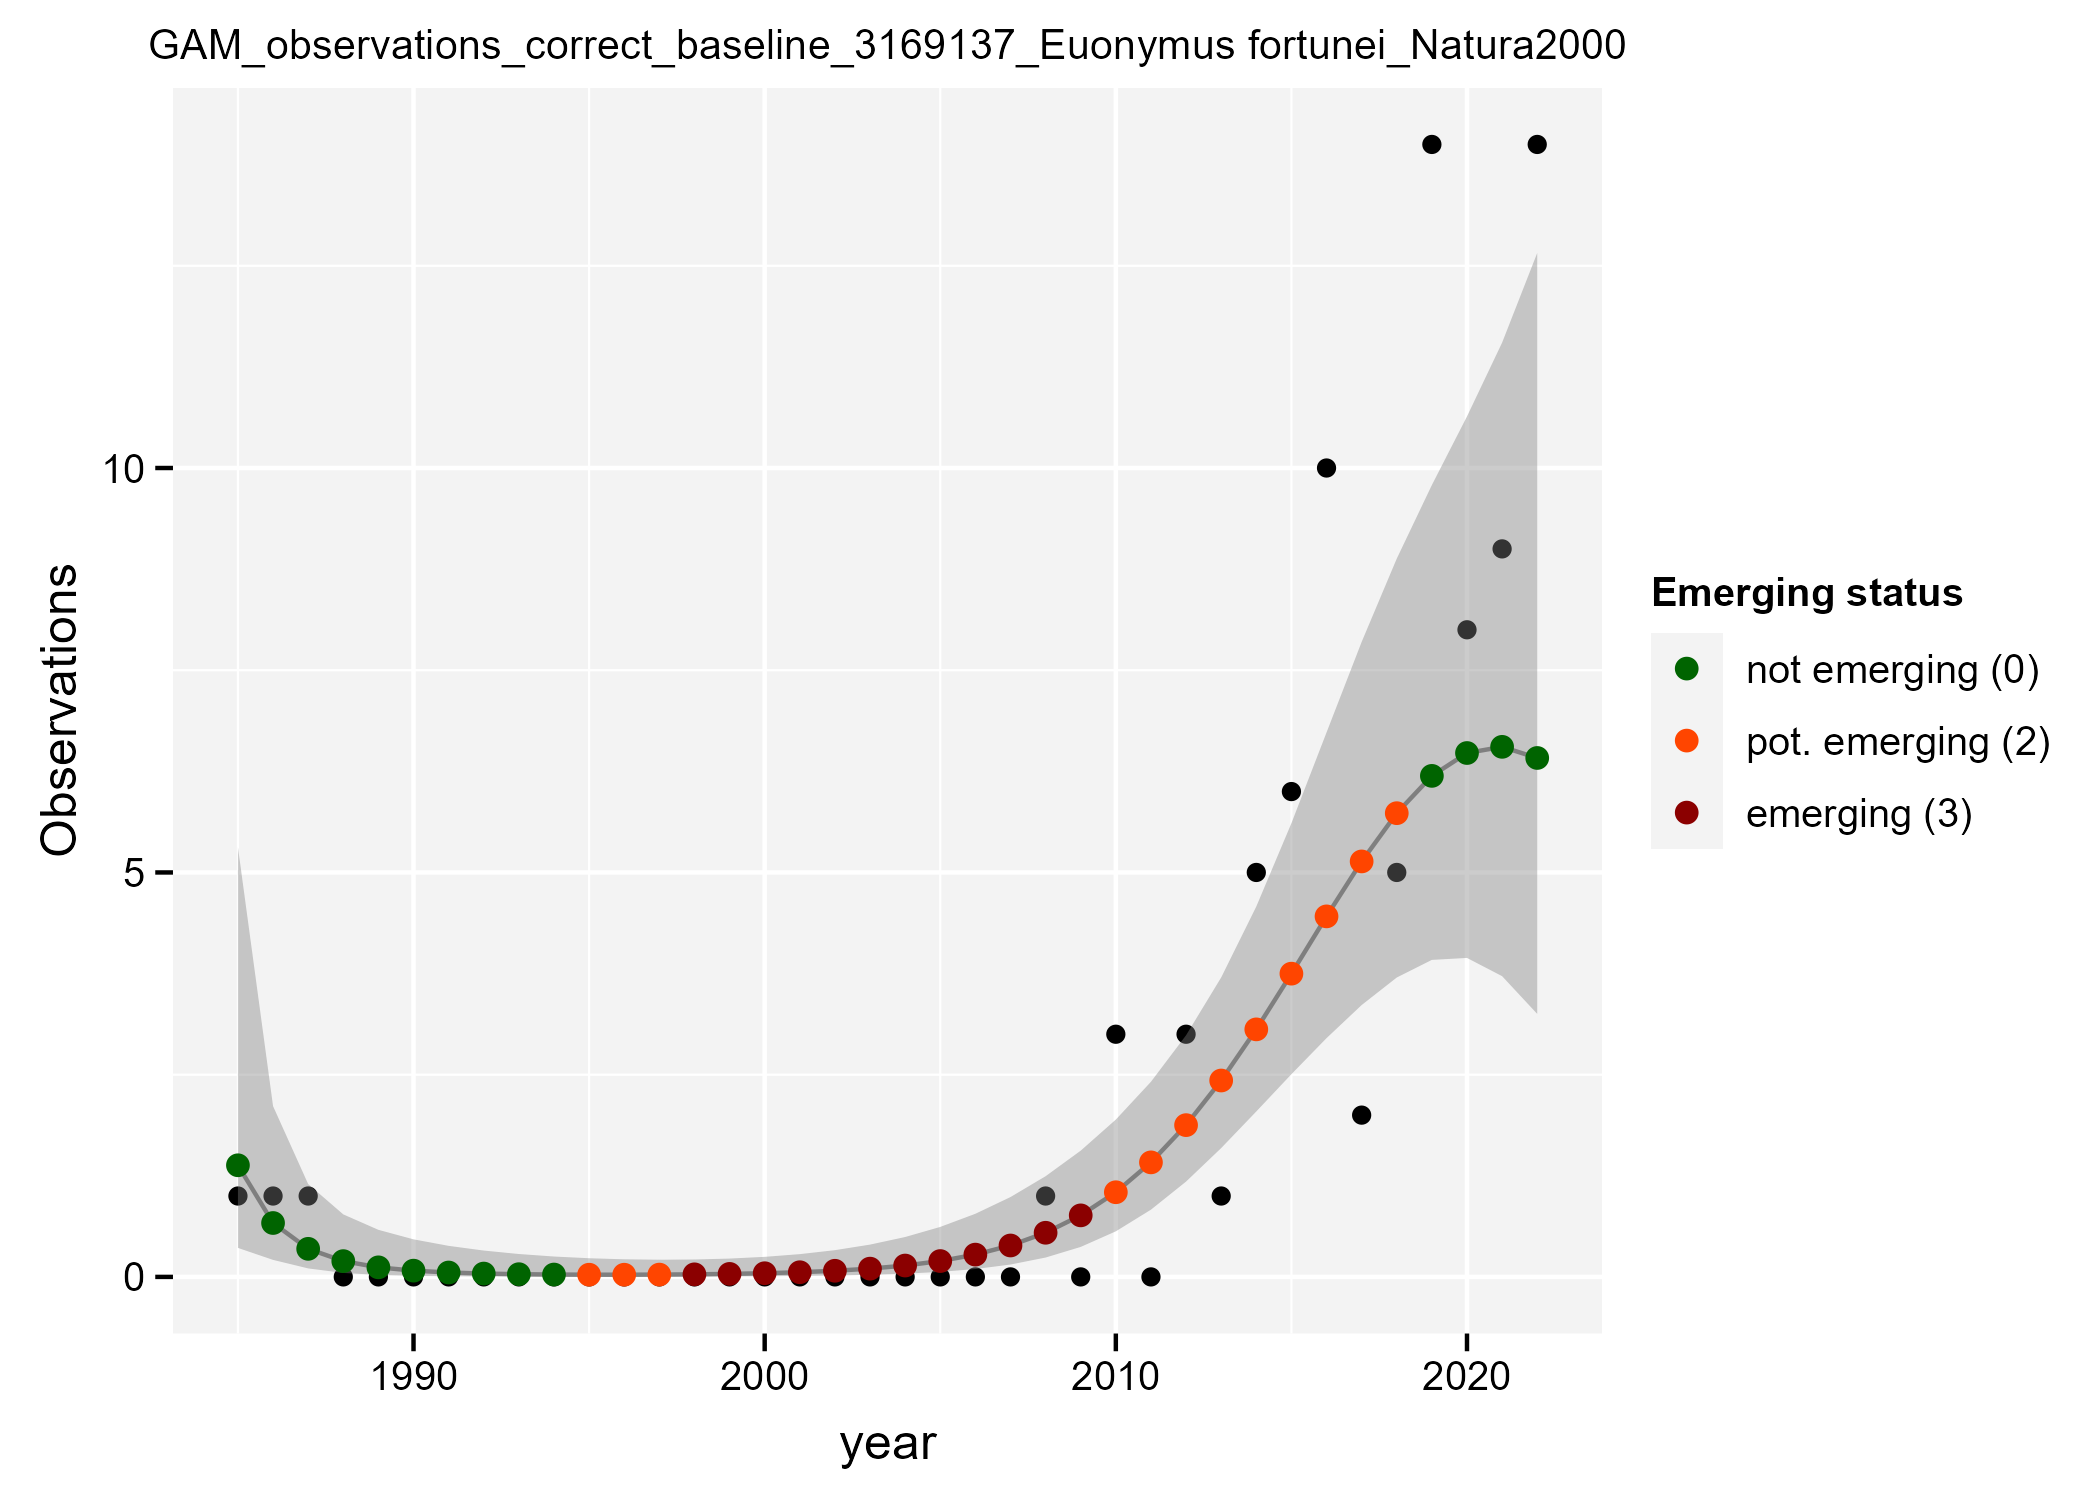 GAM_observations_correct_baseline_3169137_Euonymus fortunei_Natura2000
Observations
10
5
0
1990
2000
2010
2020
year
Emerging status
not emerging (0)
pot. emerging (2)
emerging (3)